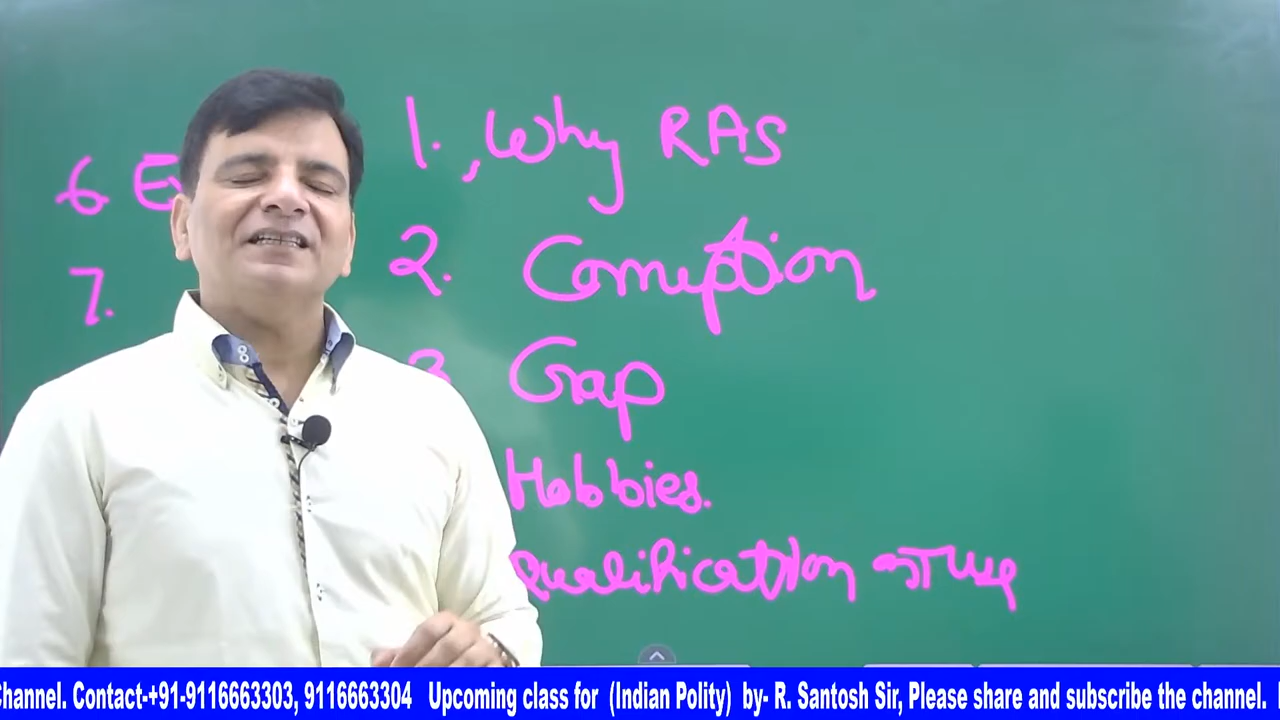 1. , Why RAS
2. Corruption
3. Gap
Hobbies.
Qualification
6 E
7.
Channel. Contact-+91-9116663303, 9116663304 Upcoming class for (Indian Polity) by- R. Santosh Sir, Please share and subscribe the channel.